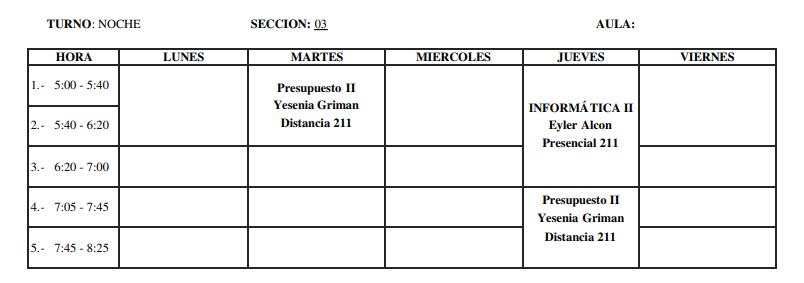 TURNO: NOCHE SECCION: 03 AULA:
HORA LUNES MARTES MIERCOLES JUEVES VIERNES
1.- 5:00 - 5:40
2.- 5:40 - 6:20
Presupuesto II
Yesenia Griman
Distancia 211
INFORMÁTICA II
Eyler Alcon
Presencial 211
3.- 6:20 - 7:00
4.- 7:05 - 7:45
5.- 7:45 - 8:25
Presupuesto II
Yesenia Griman
Distancia 211